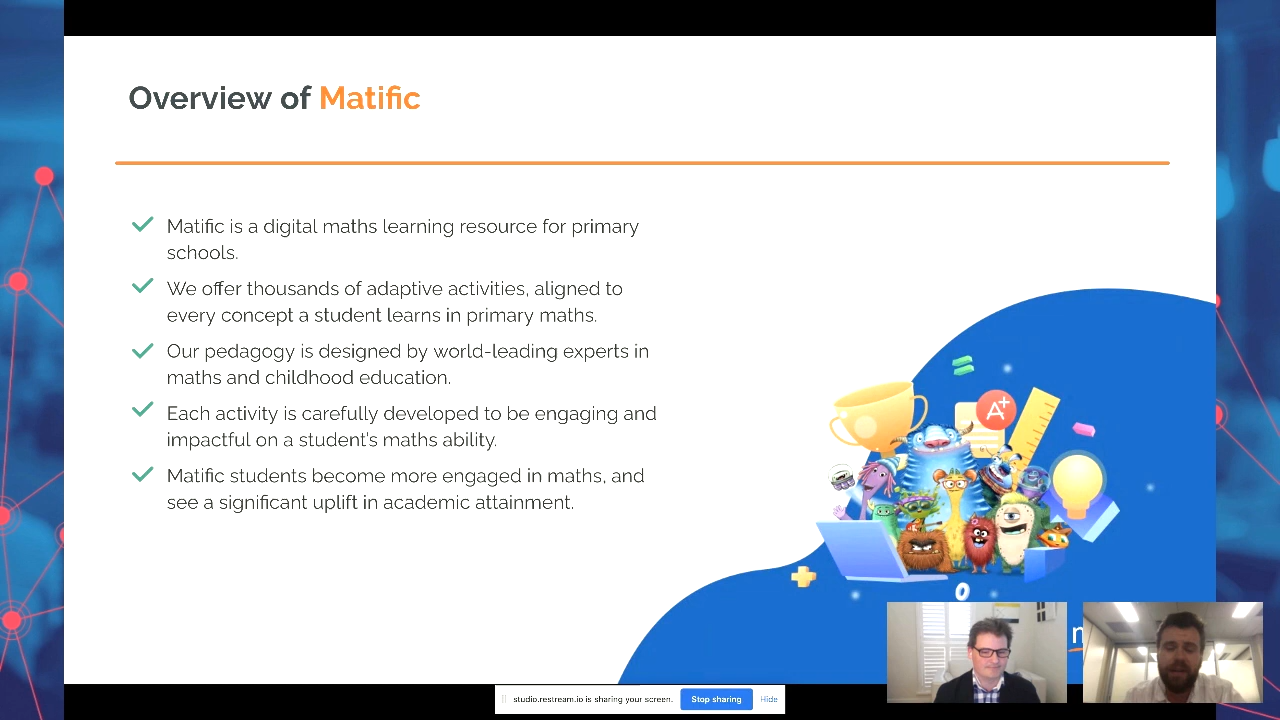 Overview of Matific
Matific is a digital maths learning resource for primary
schools.
We offer thousands of adaptive activities, aligned to
every concept a student learns in primary maths.
Our pedagogy is designed by world-leading experts in
maths and childhood education.
Each activity is carefully developed to be engaging and
impactful on a student's maths ability.
Matific students become more engaged in maths, and
see a significant uplift in academic attainment.
A+
studio.restream.io is sharing your screen.
Stop sharing
Hide